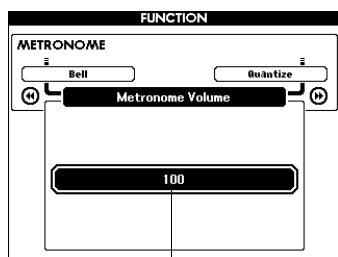 FUNCTION
METRONOME
Bell Quantize
Metronome Volume
100